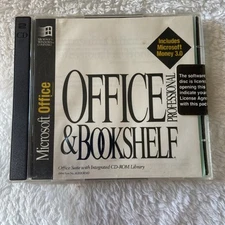 Includes
Microsoft
Money 3.0
The software
disc is licens
opening this
indicate your
License Agre
with this pack
Microsoft Office
OFFICE
PROFESSIONAL
& BOOKSHELF
Office Suite with Integrated CD-ROM Library